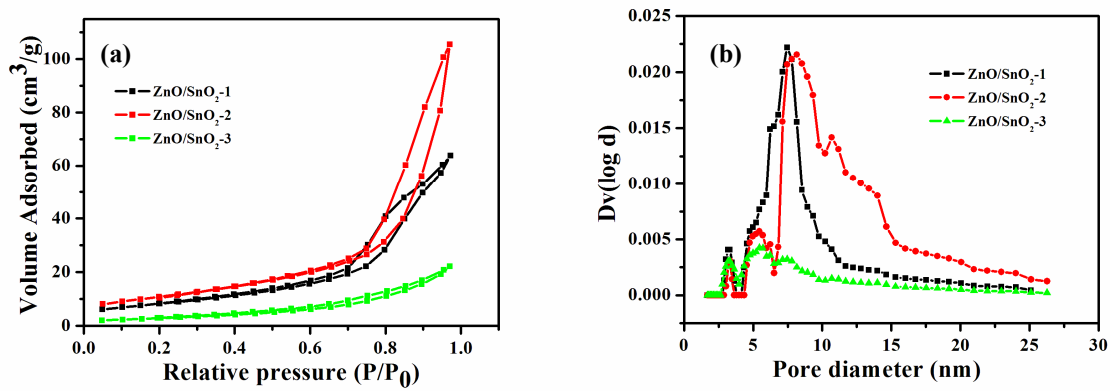 (a)
Volume Adsorbed (cm³/g)
100
80
60
40
20
0
ZnO/SnO₂-1
ZnO/SnO₂-2
ZnO/SnO₂-3
0.0 0.2 0.4 0.6 0.8 1.0
Relative pressure (P/P₀)
(b)
Dv(log d)
0.025
0.020
0.015
0.010
0.005
0.000
ZnO/SnO₂-1
ZnO/SnO₂-2
ZnO/SnO₂-3
0 5 10 15 20 25 30
Pore diameter (nm)